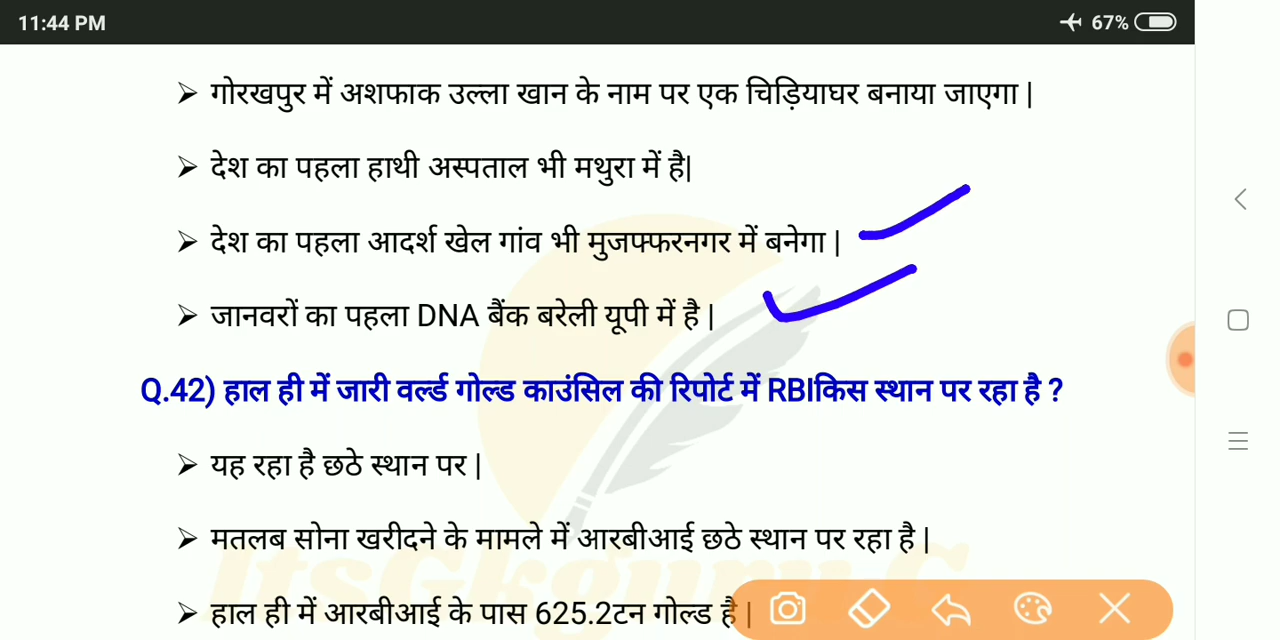 11:44 PM
67%
➢ गोरखपुर में अशफाक उल्ला खान के नाम पर एक चिड़ियाघर बनाया जाएगा |
➢ देश का पहला हाथी अस्पताल भी मथुरा में है|
➢ देश का पहला आदर्श खेल गांव भी मुजफ्फरनगर में बनेगा |
➢ जानवरों का पहला DNA बैंक बरेली यूपी में है |
Q.42) हाल ही में जारी वर्ल्ड गोल्ड काउंसिल की रिपोर्ट में RBIकिस स्थान पर रहा है ?
➢ यह रहा है छठे स्थान पर |
➢ मतलब सोना खरीदने के मामले में आरबीआई छठे स्थान पर रहा है |
➢ हाल ही में आरबीआई के पास 625.2टन गोल्ड है |